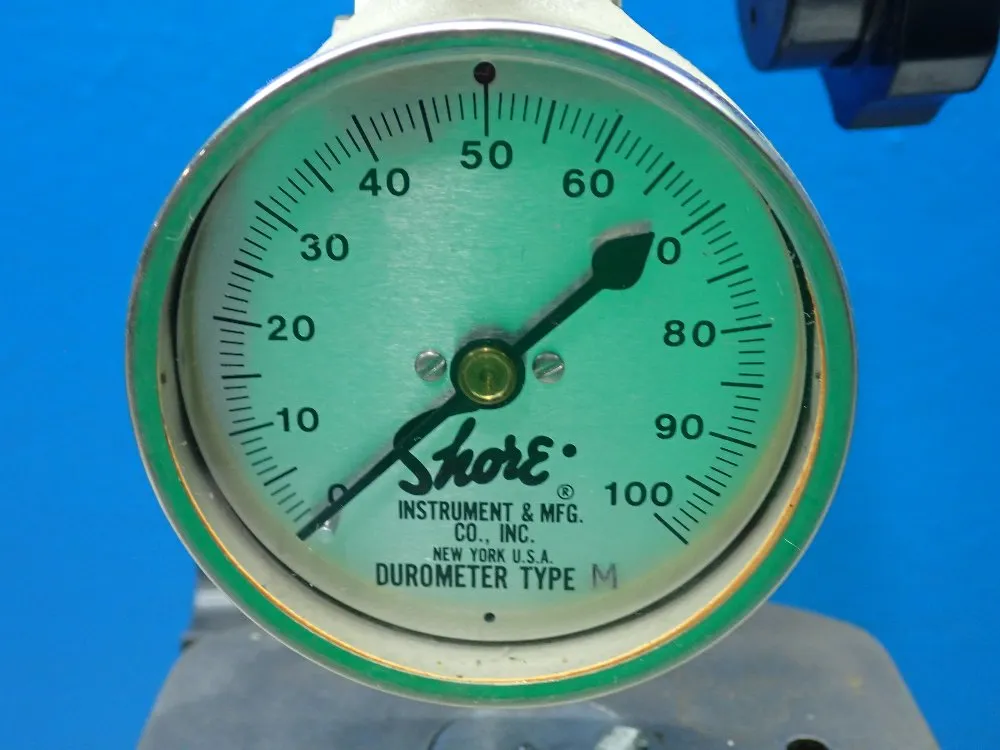 50
40
60
30
0
20
80
10
90
0
100
Shore.
®
INSTRUMENT & MFG.
CO., INC.
NEW YORK U.S.A.
DUROMETER TYPE M